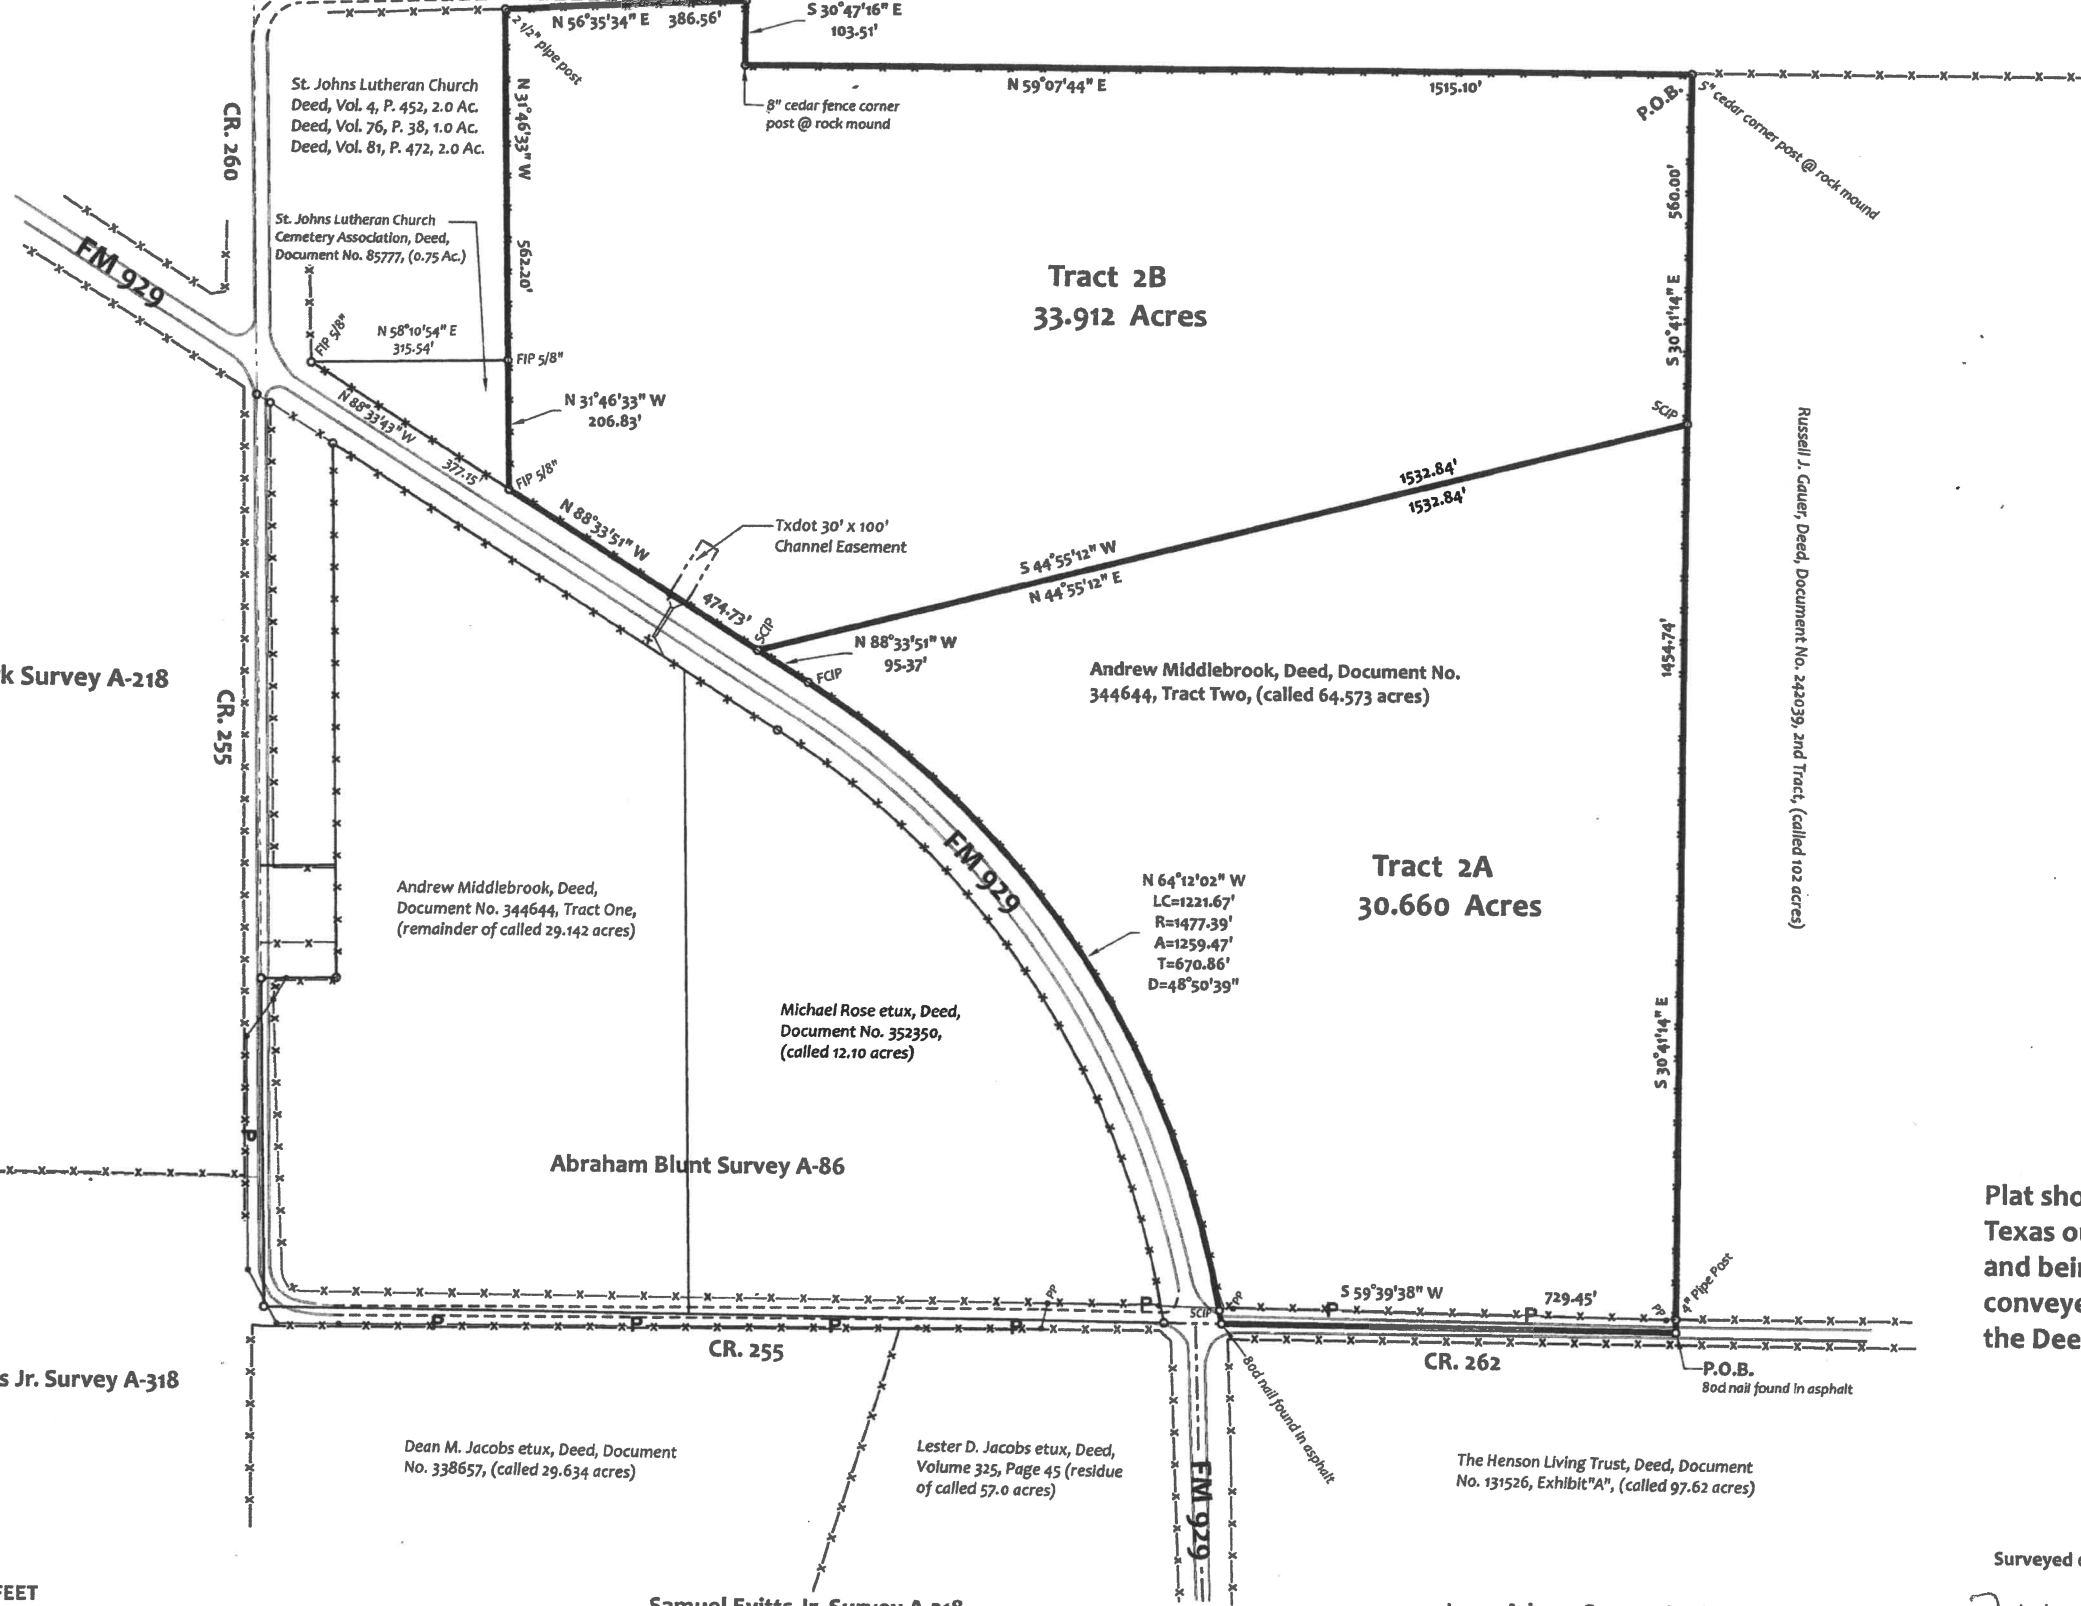 N 56°35'34" E 386.56'
S 30°47'16" E
103.51'
2 1/2" pipe post
N 59°07'44" E
1515.10'
P.O.B.
5" cedar corner post @ rock mound
St. Johns Lutheran Church
Deed, Vol. 4, P. 452, 2.0 Ac.
Deed, Vol. 76, P. 38, 1.0 Ac.
Deed, Vol. 81, P. 472, 2.0 Ac.
CR. 260
N 31°46'33" W
562.20'
8" cedar fence corner
post @ rock mound
St. Johns Lutheran Church
Cemetery Association, Deed,
Document No. 85777, (0.75 Ac.)
FM 929
560.00'
S 30°41'14" E
Tract 2B
33.912 Acres
FIP 5/8"
N 58°10'54" E
315.54'
FIP 5/8"
N 31°46'33" W
206.83'
N 88°33'43" W
377.15'
FIP 5/8"
SCIP
1532.84'
1532.84'
N 88°33'51" W
474.73'
SCIP
Txdot 30' X 100'
Channel Easement
S 44°55'12" W
N 44°55'12" E
N 88°33'51" W
95.37'
FCIP
Russell J. Gauer, Deed, Document No. 242039, 2nd Tract, (called 102 acres)
1454.74'
k Survey A-218
CR. 255
Andrew Middlebrook, Deed, Document No.
344644, Tract Two, (called 64.573 acres)
FM 929
Tract 2A
30.660 Acres
N 64°12'02" W
LC=1221.67'
R=1477.39'
A=1259.47'
T=670.86'
D=48°50'39"
Andrew Middlebrook, Deed,
Document No. 344644, Tract One,
(remainder of called 29.142 acres)
S 30°41'14" E
Michael Rose etux, Deed,
Document No. 352350,
(called 12.10 acres)
P
Abraham Blunt Survey A-86
Plat sho
Texas o
and bei
convey
the Dee
PP
P
SCIP
PP
S 59°39'38" W
729.45'
P
P
PP
4" Pipe Post
P
P
P
P
CR. 255
CR. 262
P.O.B.
80d nail found in asphalt
80d nail found in asphalt
s Jr. Survey A-318
Dean M. Jacobs etux, Deed, Document
No. 338657, (called 29.634 acres)
Lester D. Jacobs etux, Deed,
Volume 325, Page 45 (residue
of called 57.0 acres)
FM 929
The Henson Living Trust, Deed, Document
No. 131526, Exhibit"A", (called 97.62 acres)
Surveyed
FEET
Samuel Evitts Jr. Survey A-318